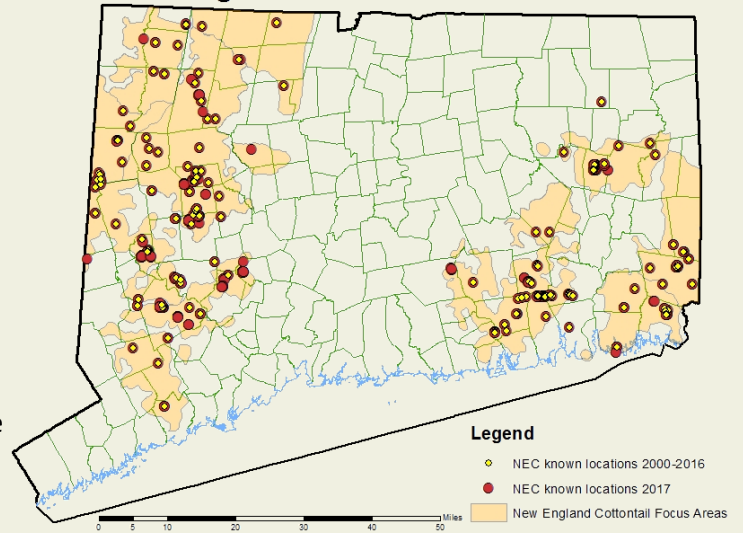 Legend
NEC known locations 2000-2016
NEC known locations 2017
New England Cottontail Focus Areas
0 5 10 20 30 40 50 Miles